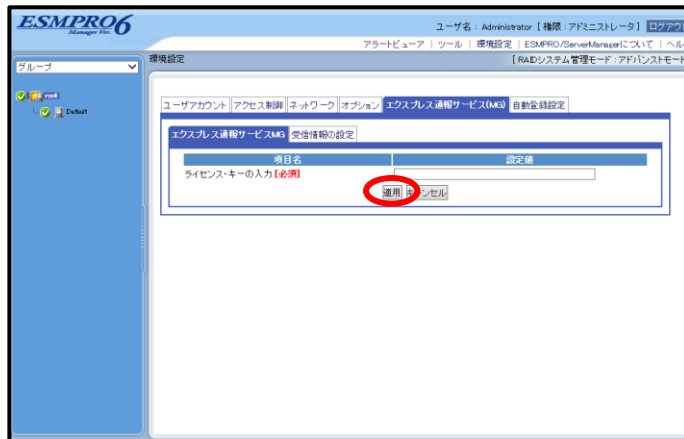 ESMPRO6
Manager Ver.
ユーザ名 : Administrator 【権限 : アドミニストレータ】 ログアウ
アラートビューア | ツール | 環境設定 | ESMPRO/ServerManagerについて | ヘル
グループ
環境設定
[ RAIDシステム管理モード : アドバンストモード
root
Default
ユーザアカウント アクセス制御 ネットワーク オプション エクスプレス通報サービス(MG) 自動登録設定
エクスプレス通報サービスMG 受信情報の設定
項目名 設定値
ライセンス・キーの入力 [必須]
適用 キャンセル